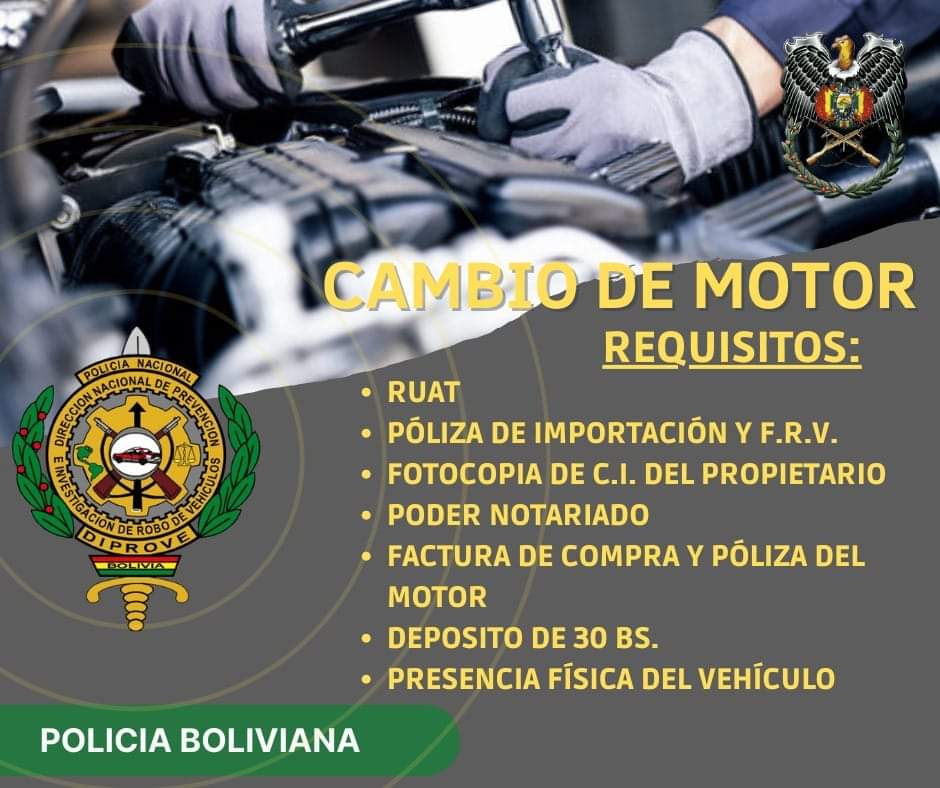 CAMBIO DE MOTOR
REQUISITOS:
• RUAT
• PÓLIZA DE IMPORTACIÓN Y F.R.V.
• FOTOCOPIA DE C.I. DEL PROPIETARIO
• PODER NOTARIADO
• FACTURA DE COMPRA Y PÓLIZA DEL
MOTOR
• DEPOSITO DE 30 BS.
• PRESENCIA FÍSICA DEL VEHÍCULO
POLICIA NACIONAL
DIRECCION NACIONAL DE PREVENCION
E INVESTIGACION DE ROBO DE VEHICULOS
DIPROVE
BOLIVIA
POLICIA BOLIVIANA